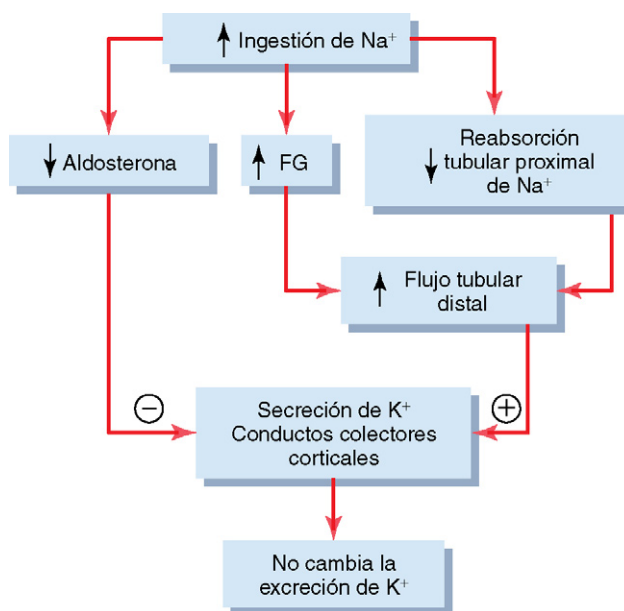 ↑ Ingestión de Na⁺
↓ Aldosterona
↑ FG
Reabsorción
↓ tubular proximal
de Na⁺
↑ Flujo tubular
distal
−
+
Secreción de K⁺
Conductos colectores
corticales
No cambia la
excreción de K⁺